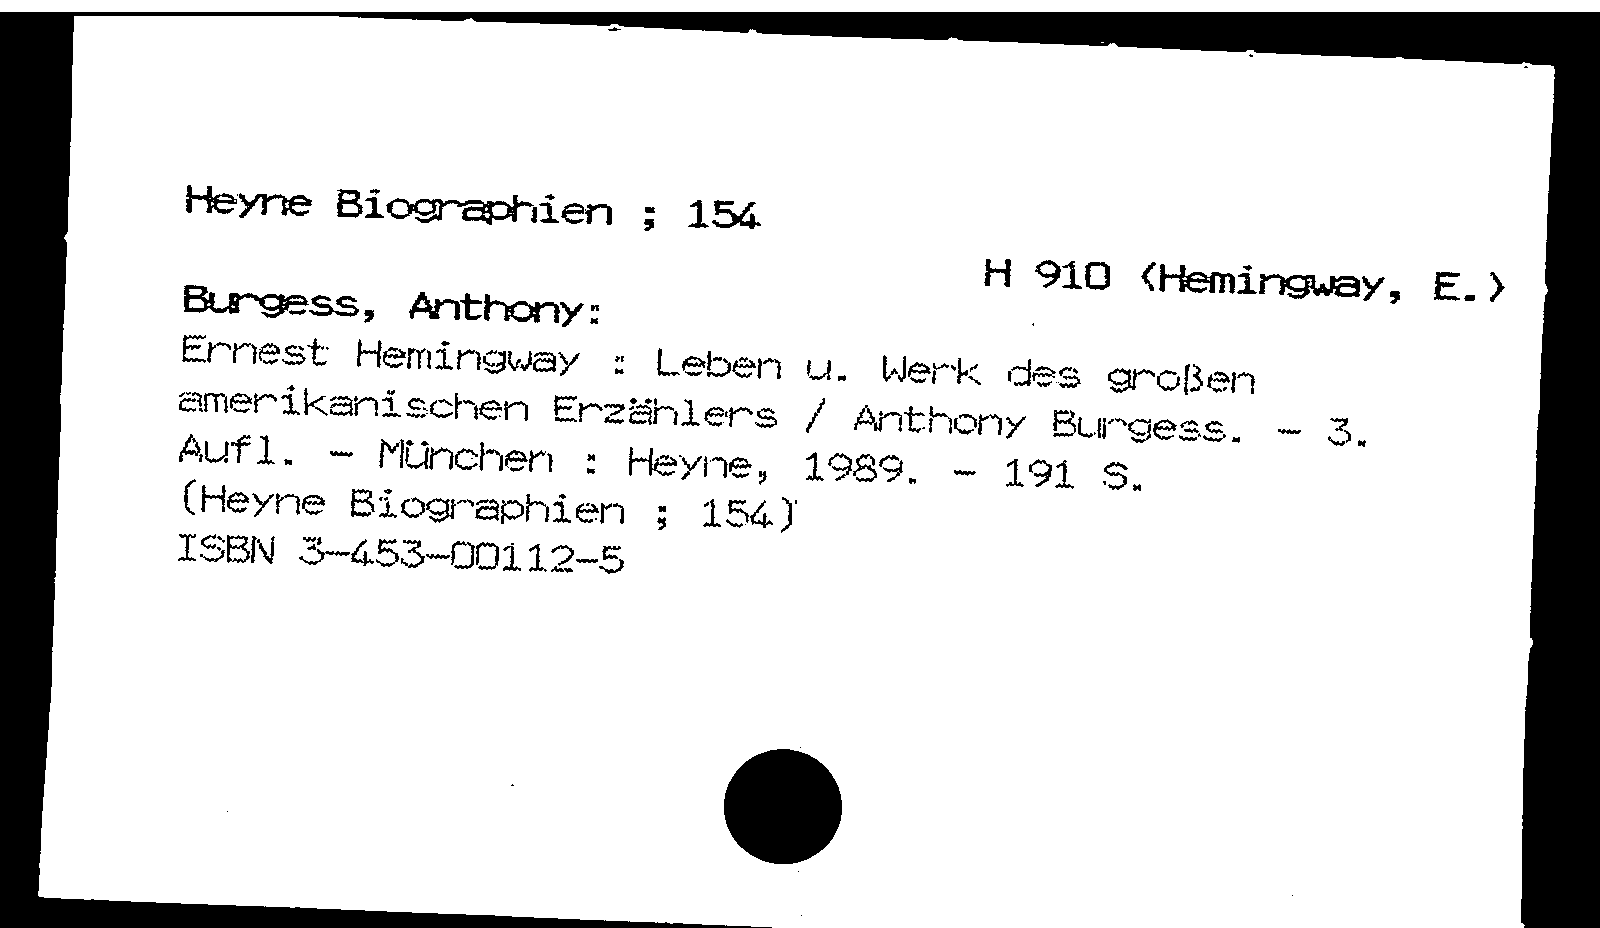 Heyne Biographien ; 154
H 910 (Hemingway, E.)
Burgess, Anthony:
Ernest Hemingway : Leben u. Werk des großen
amerikanischen Erzählers / Anthony Burgess. - 3.
Aufl. - München : Heyne, 1989. - 191 S.
(Heyne Biographien ; 154)
ISBN 3-453-00112-5